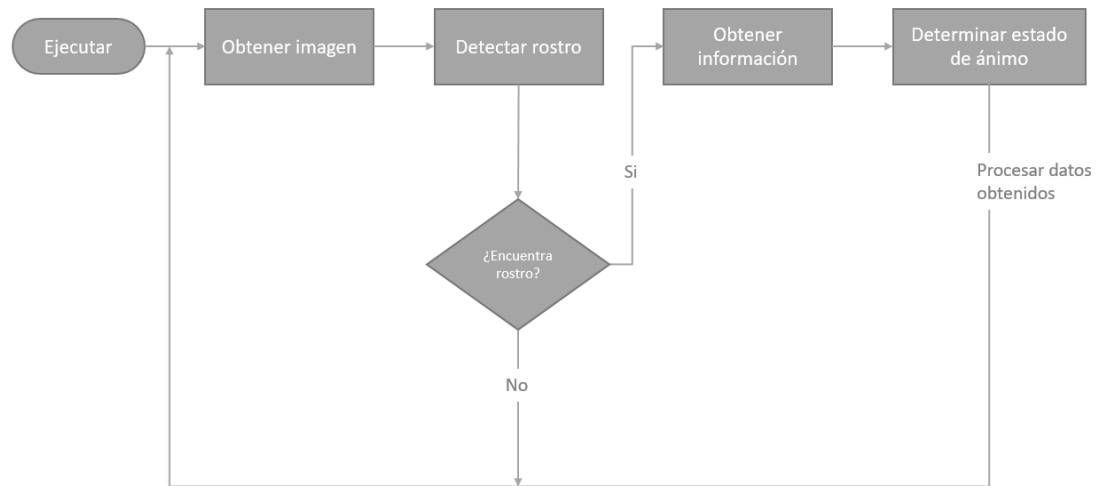 Ejecutar
Obtener imagen
Detectar rostro
Obtener
información
Determinar estado
de ánimo
Si
Procesar datos
obtenidos
¿Encuentra
rostro?
No